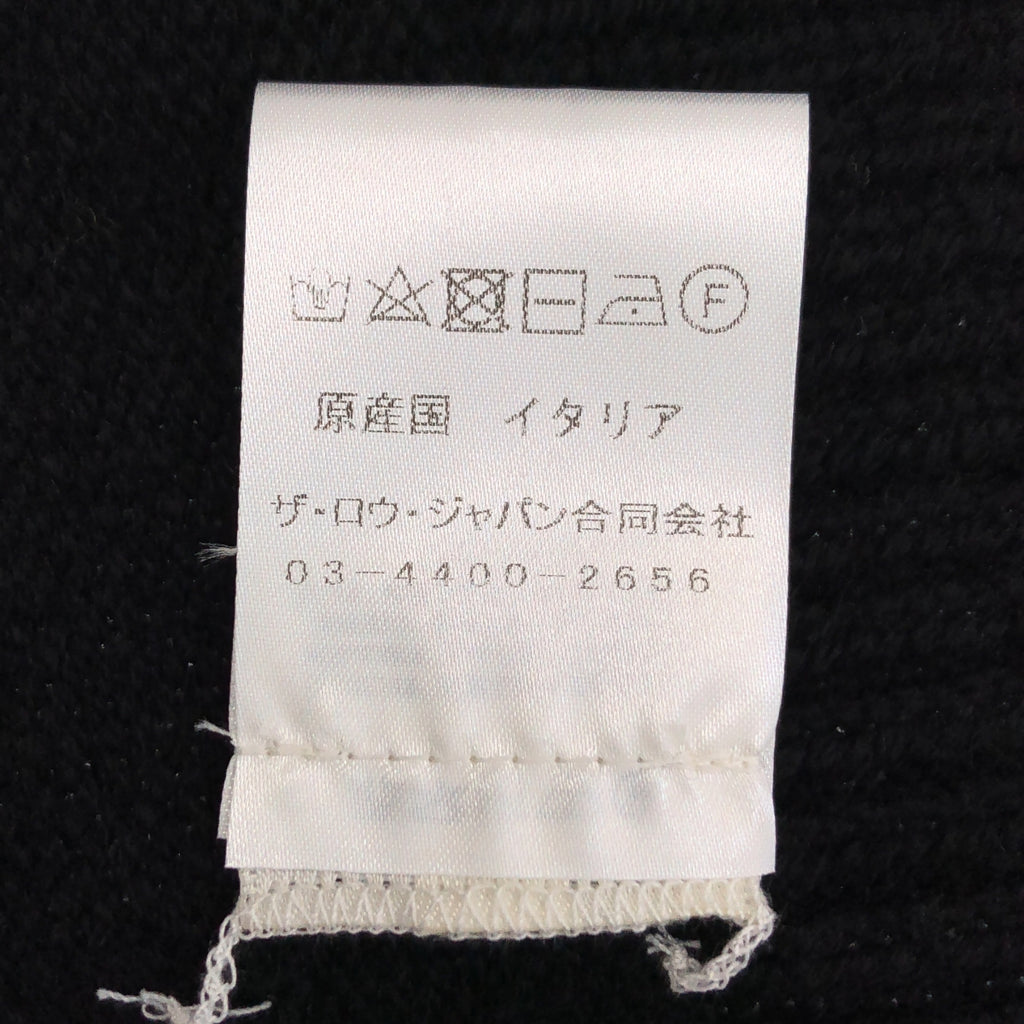 F
原産国　イタリア
ザ・ロウ・ジャパン合同会社
03-4400-2656